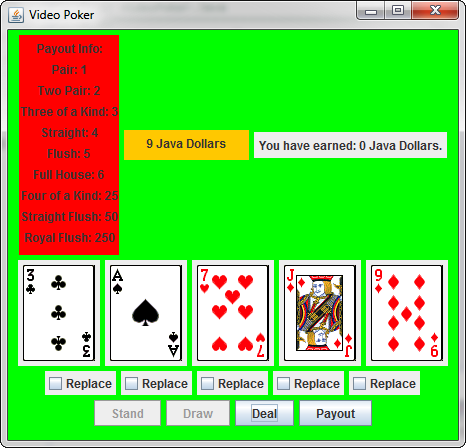 Video Poker
Payout Info:
Pair: 1
Two Pair: 2
Three of a Kind: 3
Straight: 4
Flush: 5
Full House: 6
Four of a Kind: 25
Straight Flush: 50
Royal Flush: 250
9 Java Dollars
You have earned: 0 Java Dollars.
3 A 7 J 9
3 A 7 J 9
Replace Replace Replace Replace Replace
Stand Draw Deal Payout